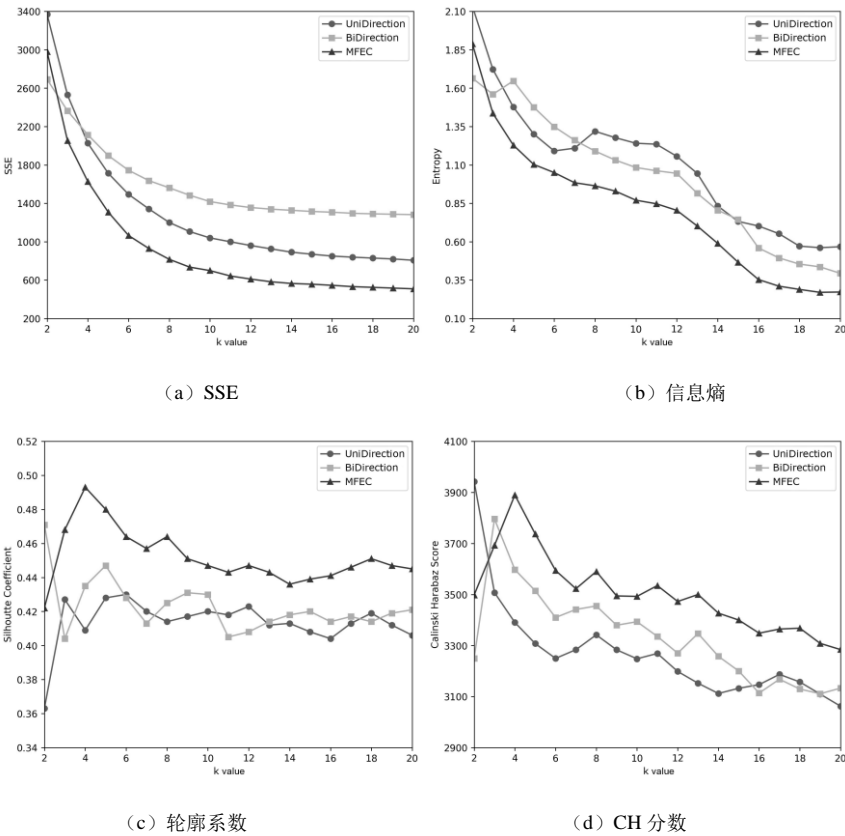 3400
3000
2600
2200
1800
1400
1000
600
200
SSE
2 4 6 8 10 12 14 16 18 20
k value
UniDirection
BiDirection
MFEC
(a) SSE
2.10
1.85
1.60
1.35
1.10
0.85
0.60
0.35
0.10
Entropy
2 4 6 8 10 12 14 16 18 20
k value
UniDirection
BiDirection
MFEC
(b)信息熵
0.52
0.50
0.48
0.46
0.44
0.42
0.40
0.38
0.36
0.34
Silhoutte Coefficient
2 4 6 8 10 12 14 16 18 20
k value
UniDirection
BiDirection
MFEC
(c)轮廓系数
4100
3900
3700
3500
3300
3100
2900
Calinski Harabaz Score
2 4 6 8 10 12 14 16 18 20
k value
UniDirection
BiDirection
MFEC
(d)CH 分数